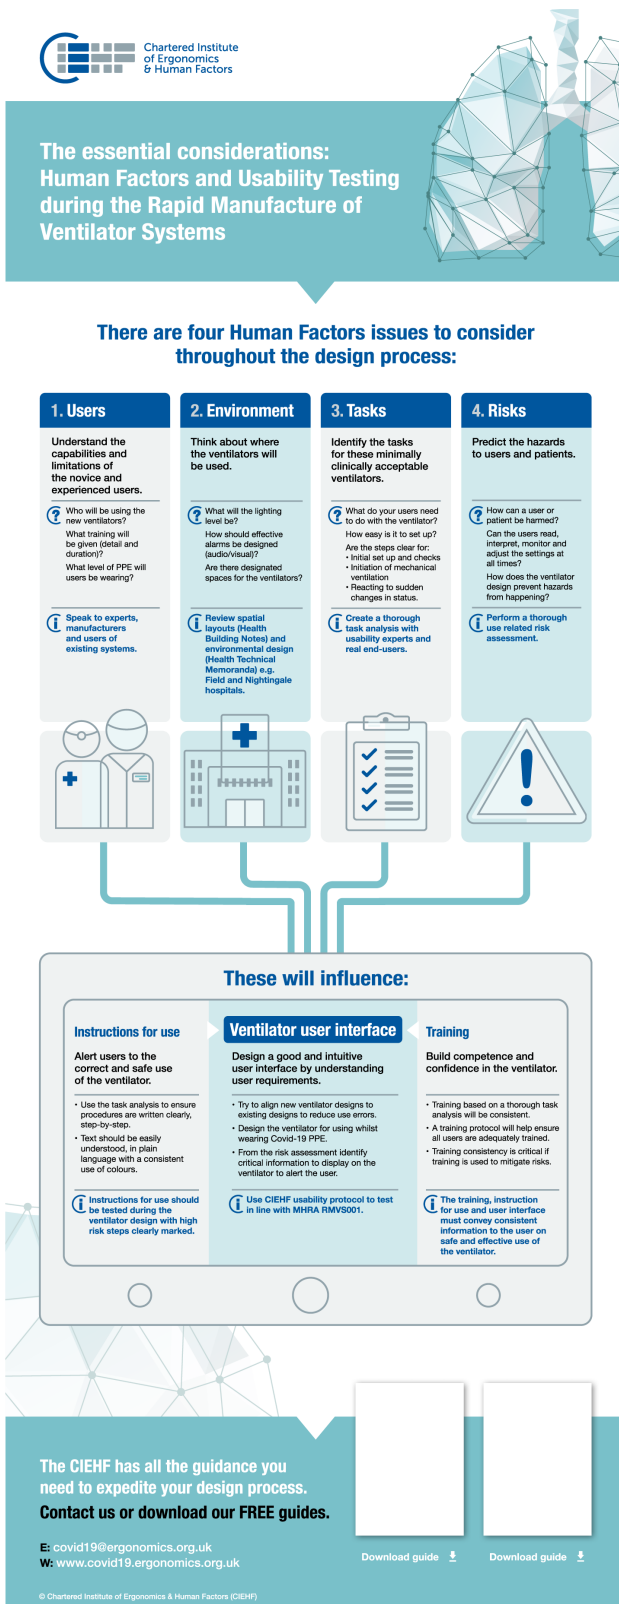 Chartered Institute
of Ergonomics
& Human Factors
The essential considerations:
Human Factors and Usability Testing
during the Rapid Manufacture of
Ventilator Systems
There are four Human Factors issues to consider
throughout the design process:
1. Users
Understand the
capabilities and
limitations of
the novice and
experienced users.
Who will be using the
new ventilators?
What training will
be given (detail and
duration)?
What level of PPE will
users be wearing?
Speak to experts,
manufacturers
and users of
existing systems.
2. Environment
Think about where
the ventilators will
be used.
What will the lighting
level be?
How should effective
alarms be designed
(audio/visual)?
Are there designated
spaces for the ventilators?
Review spatial
layouts (Health
Building Notes) and
environmental design
(Health Technical
Memoranda) e.g.
Field and Nightingale
hospitals.
3. Tasks
Identify the tasks
for these minimally
clinically acceptable
ventilators.
What do your users need
to do with the ventilator?
How easy is it to set up?
Are the steps clear for:
• Initial set up and checks
• Initiation of mechanical
ventilation
• Reacting to sudden
changes in status.
Create a thorough
task analysis with
usability experts and
real end-users.
4. Risks
Predict the hazards
to users and patients.
How can a user or
patient be harmed?
Can the users read,
interpret, monitor and
adjust the settings at
all times?
How does the ventilator
design prevent hazards
from happening?
Perform a thorough
use related risk
assessment.
These will influence:
Instructions for use
Alert users to the
correct and safe use
of the ventilator.
• Use the task analysis to ensure
procedures are written clearly,
step-by-step.
• Text should be easily
understood, in plain
language with a consistent
use of colours.
Instructions for use should
be tested during the
ventilator design with high
risk steps clearly marked.
Ventilator user interface
Design a good and intuitive
user interface by understanding
user requirements.
• Try to align new ventilator designs to
existing designs to reduce use errors.
• Design the ventilator for using whilst
wearing Covid-19 PPE.
• From the risk assessment identify
critical information to display on the
ventilator to alert the user.
Use CIEHF usability protocol to test
in line with MHRA RMVS001.
Training
Build competence and
confidence in the ventilator.
• Training based on a thorough task
analysis will be consistent.
• A training protocol will help ensure
all users are adequately trained.
• Training consistency is critical if
training is used to mitigate risks.
The training, instruction
for use and user interface
must convey consistent
information to the user on
safe and effective use of
the ventilator.
The CIEHF has all the guidance you
need to expedite your design process.
Contact us or download our FREE guides.
E: covid19@ergonomics.org.uk
W: www.covid19.ergonomics.org.uk
Download guide
Download guide
© Chartered Institute of Ergonomics & Human Factors (CIEHF)